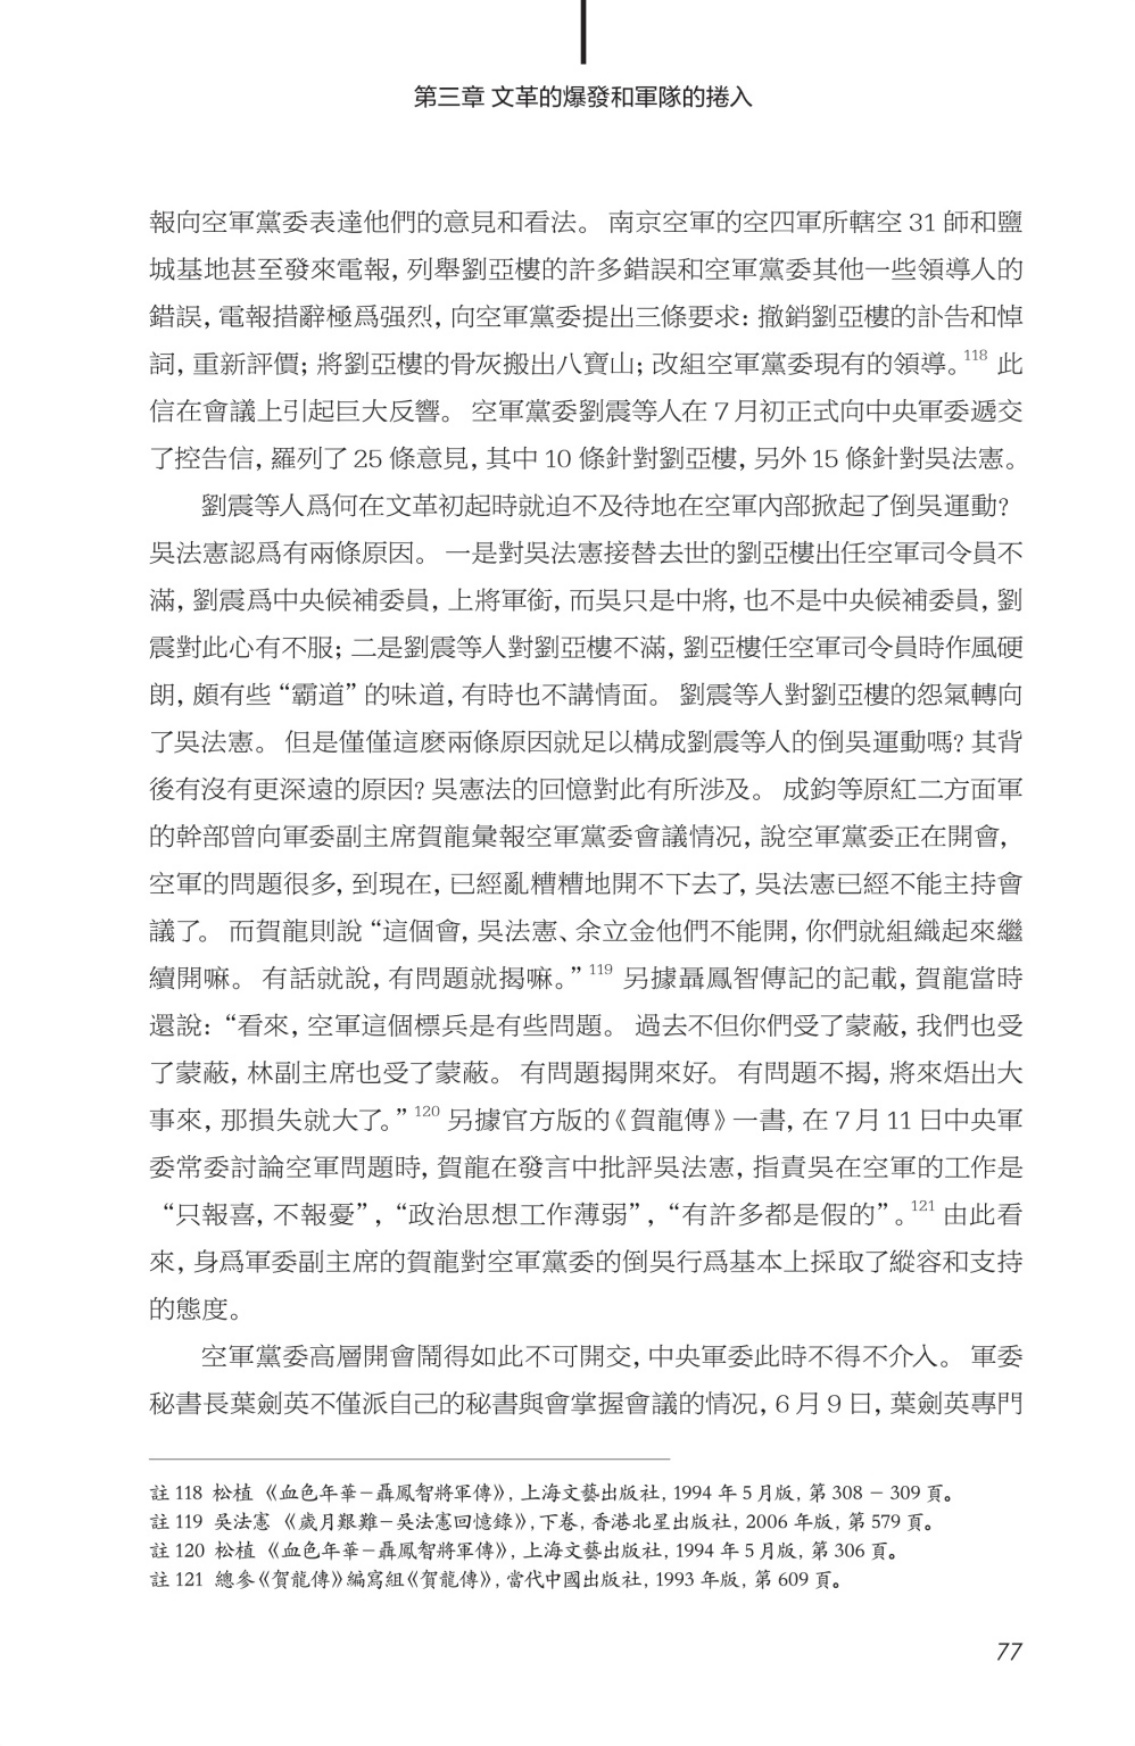 第三章 文革的爆發和軍隊的捲入
報向空軍黨委表達他們的意見和看法。 南京空軍的空四軍所轄空 31 師和鹽
城基地甚至發來電報, 列舉劉亞樓的許多錯誤和空軍黨委其他一些領導人的
錯誤, 電報措辭極爲强烈, 向空軍黨委提出三條要求: 撤銷劉亞樓的訃告和悼
詞, 重新評價; 將劉亞樓的骨灰搬出八寶山; 改組空軍黨委現有的領導。118 此
信在會議上引起巨大反響。 空軍黨委劉震等人在 7 月初正式向中央軍委遞交
了控告信, 羅列了 25 條意見, 其中 10 條針對劉亞樓, 另外 15 條針對吳法憲。
劉震等人爲何在文革初起時就迫不及待地在空軍內部掀起了倒吳運動?
吳法憲認爲有兩條原因。 一是對吳法憲接替去世的劉亞樓出任空軍司令員不
滿, 劉震爲中央候補委員, 上將軍銜, 而吳只是中將, 也不是中央候補委員, 劉
震對此心有不服; 二是劉震等人對劉亞樓不滿, 劉亞樓任空軍司令員時作風硬
朗, 頗有些 “霸道” 的味道, 有時也不講情面。 劉震等人對劉亞樓的怨氣轉向
了吳法憲。 但是僅僅這麼兩條原因就足以構成劉震等人的倒吳運動嗎? 其背
後有沒有更深遠的原因? 吳憲法的回憶對此有所涉及。 成鈞等原紅二方面軍
的幹部曾向軍委副主席賀龍彙報空軍黨委會議情況, 說空軍黨委正在開會,
空軍的問題很多, 到現在, 已經亂糟糟地開不下去了, 吳法憲已經不能主持會
議了。 而賀龍則說 “這個會, 吳法憲、余立金他們不能開, 你們就組織起來繼
續開嘛。 有話就說, 有問題就揭嘛。” 119 另據聶鳳智傳記的記載, 賀龍當時
還說: “看來, 空軍這個標兵是有些問題。 過去不但你們受了蒙蔽, 我們也受
了蒙蔽, 林副主席也受了蒙蔽。 有問題揭開來好。 有問題不揭, 將來焐出大
事來, 那損失就大了。” 120 另據官方版的《賀龍傳》一書, 在 7 月 11 日中央軍
委常委討論空軍問題時, 賀龍在發言中批評吳法憲, 指責吳在空軍的工作是
“只報喜, 不報憂”, “政治思想工作薄弱”, “有許多都是假的”。121 由此看
來, 身爲軍委副主席的賀龍對空軍黨委的倒吳行爲基本上採取了縱容和支持
的態度。
空軍黨委高層開會鬧得如此不可開交, 中央軍委此時不得不介入。 軍委
秘書長葉劍英不僅派自己的秘書與會掌握會議的情況, 6 月 9 日, 葉劍英專門
註 118 松植 《血色年華－聶鳳智將軍傳》, 上海文藝出版社, 1994 年 5 月版, 第 308 － 309 頁。
註 119 吳法憲 《歲月艱難－吳法憲回憶錄》, 下卷, 香港北星出版社, 2006 年版, 第 579 頁。
註 120 松植 《血色年華－聶鳳智將軍傳》, 上海文藝出版社, 1994 年 5 月版, 第 306 頁。
註 121 總參《賀龍傳》編寫組《賀龍傳》, 當代中國出版社, 1993 年版, 第 609 頁。
77